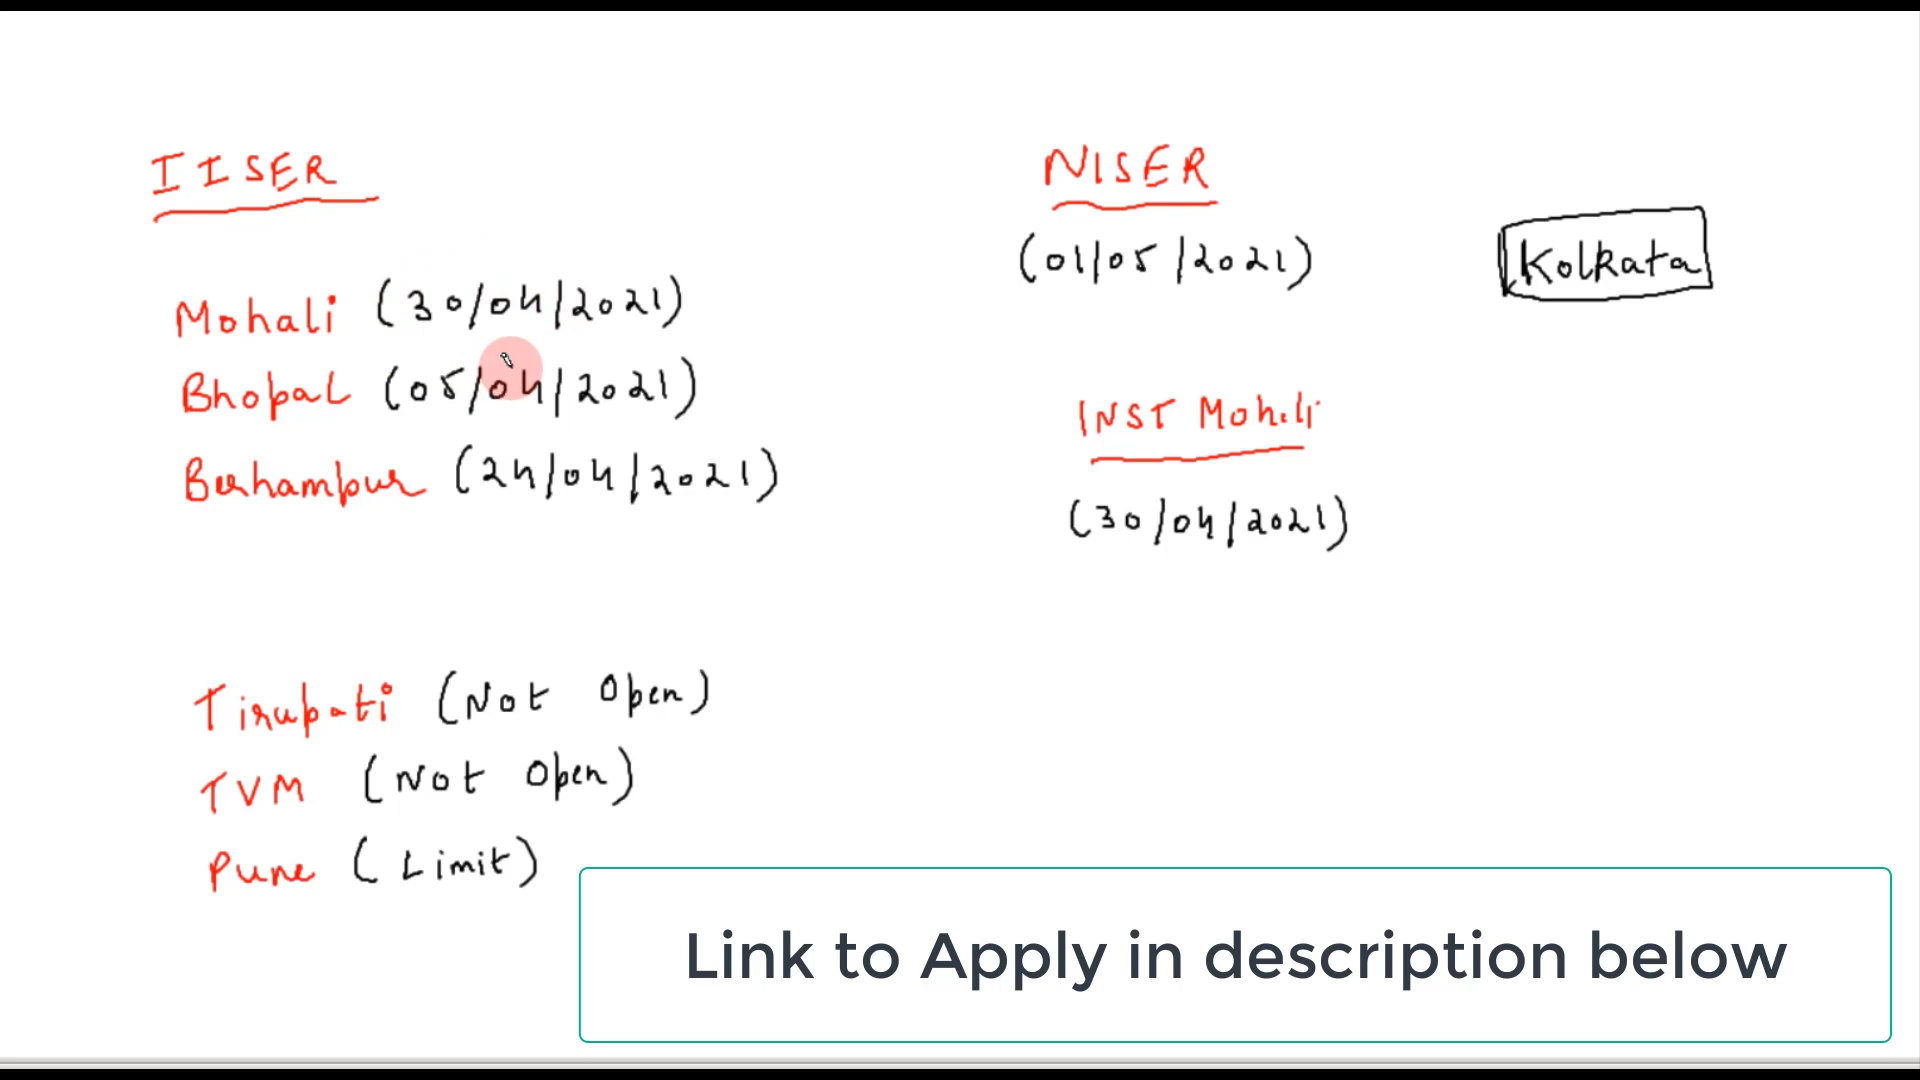 IISER
Mohali (30/04/2021)
Bhopal (05/04/2021)
Berhampur (24/04/2021)
Tirupati (Not Open)
TVM (Not Open)
Pune (Limit)
NISER
(01/05/2021)
Kolkata
INST Mohali
(30/04/2021)
Link to Apply in description below